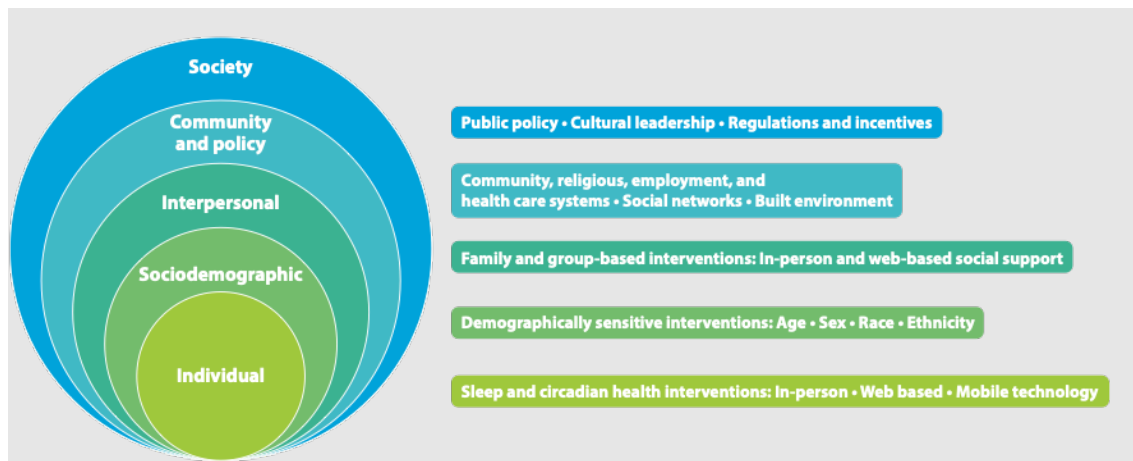 Society
Community
and policy
Interpersonal
Sociodemographic
Individual
Public policy • Cultural leadership • Regulations and incentives
Community, religious, employment, and
health care systems • Social networks • Built environment
Family and group-based interventions: In-person and web-based social support
Demographically sensitive interventions: Age • Sex • Race • Ethnicity
Sleep and circadian health interventions: In-person • Web based • Mobile technology